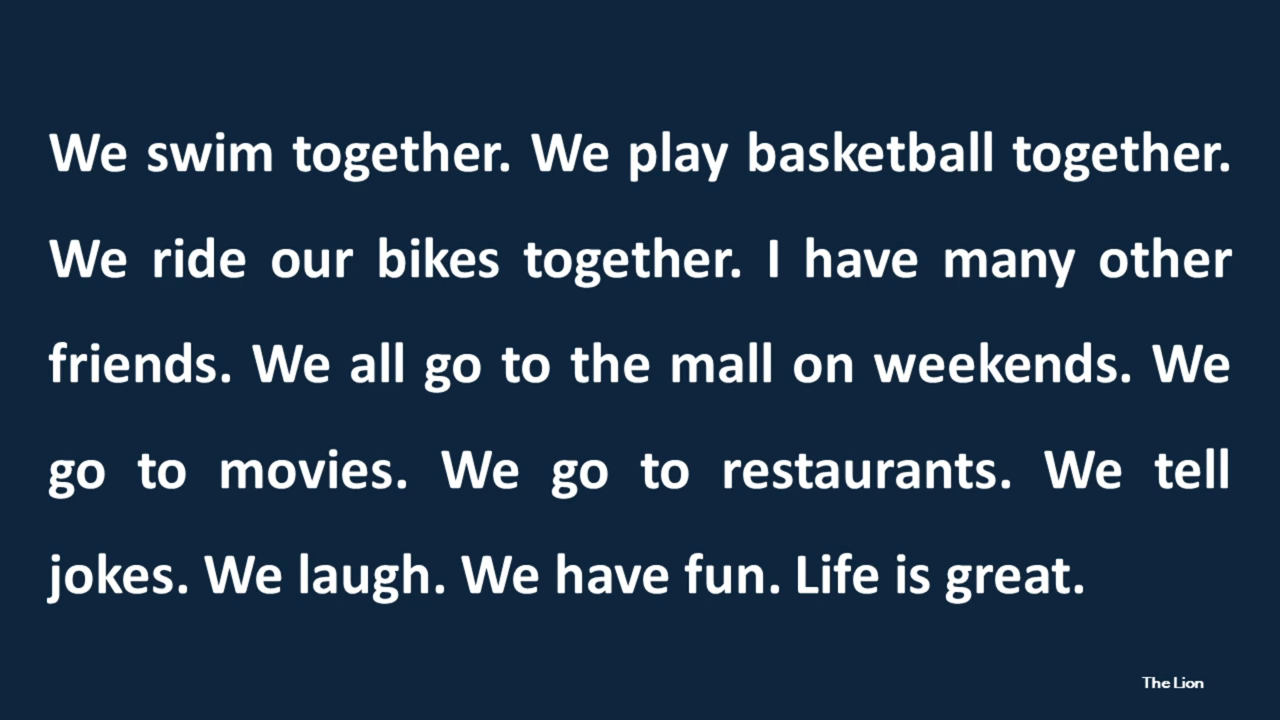 We swim together. We play basketball together.
We ride our bikes together. I have many other
friends. We all go to the mall on weekends. We
go to movies. We go to restaurants. We tell
jokes. We laugh. We have fun. Life is great.
The Lion